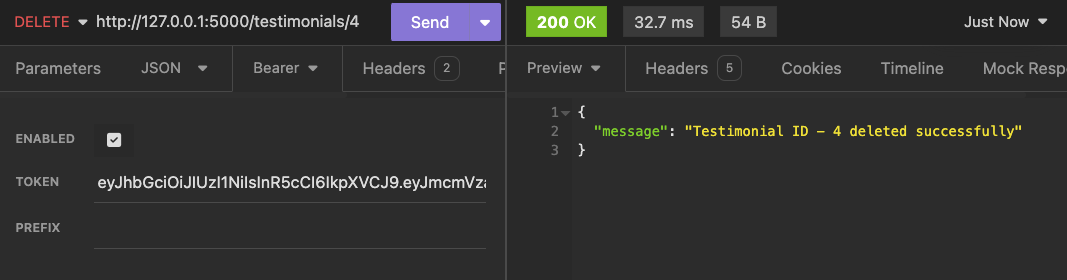 DELETE http://127.0.0.1:5000/testimonials/4 Send
Parameters JSON Bearer Headers 2 P
ENABLED
TOKEN eyJhbGciOiJIUzI1NiIsInR5cCI6IkpXVCJ9.eyJmcmVza
PREFIX
200 OK 32.7 ms 54 B Just Now
Preview Headers 5 Cookies Timeline Mock Resp
1 {
2 "message": "Testimonial ID – 4 deleted successfully"
3 }